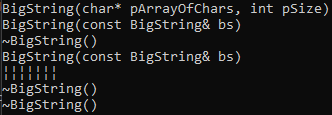 BigString(char* pArrayOfChars, int pSize)
BigString(const BigString& bs)
~BigString()
BigString(const BigString& bs)
¦¦¦¦¦¦¦
~BigString()
~BigString()